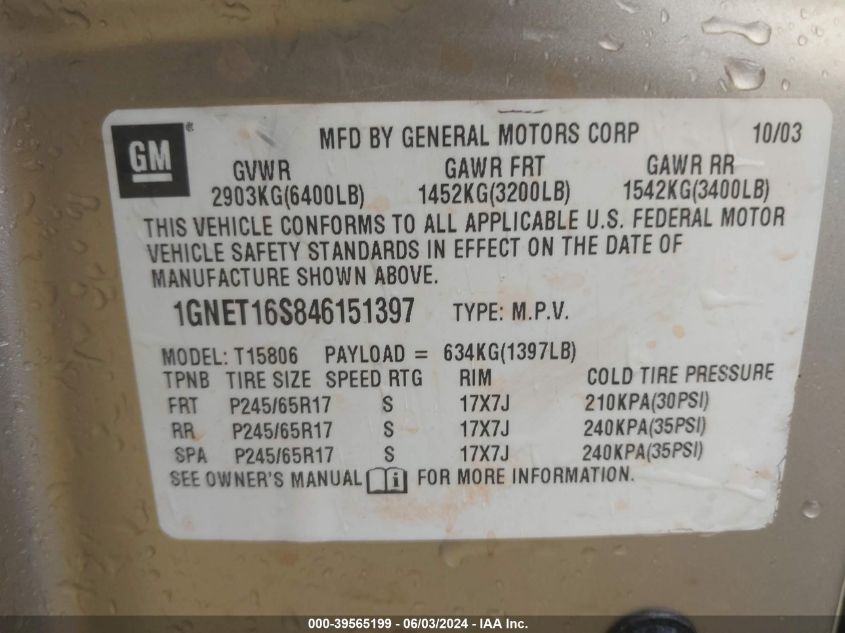 GM® MFD BY GENERAL MOTORS CORP 10/03
GVWR GAWR FRT GAWR RR
2903KG(6400LB) 1452KG(3200LB) 1542KG(3400LB)
THIS VEHICLE CONFORMS TO ALL APPLICABLE U.S. FEDERAL MOTOR
VEHICLE SAFETY STANDARDS IN EFFECT ON THE DATE OF
MANUFACTURE SHOWN ABOVE.
1GNET16S846151397 TYPE: M.P.V.
MODEL: T15806 PAYLOAD = 634KG(1397LB)
TPNB TIRE SIZE SPEED RTG RIM COLD TIRE PRESSURE
FRT P245/65R17 S 17X7J 210KPA(30PSI)
RR P245/65R17 S 17X7J 240KPA(35PSI)
SPA P245/65R17 S 17X7J 240KPA(35PSI)
SEE OWNER'S MANUAL i FOR MORE INFORMATION.
000-39565199 - 06/03/2024 - IAA Inc.